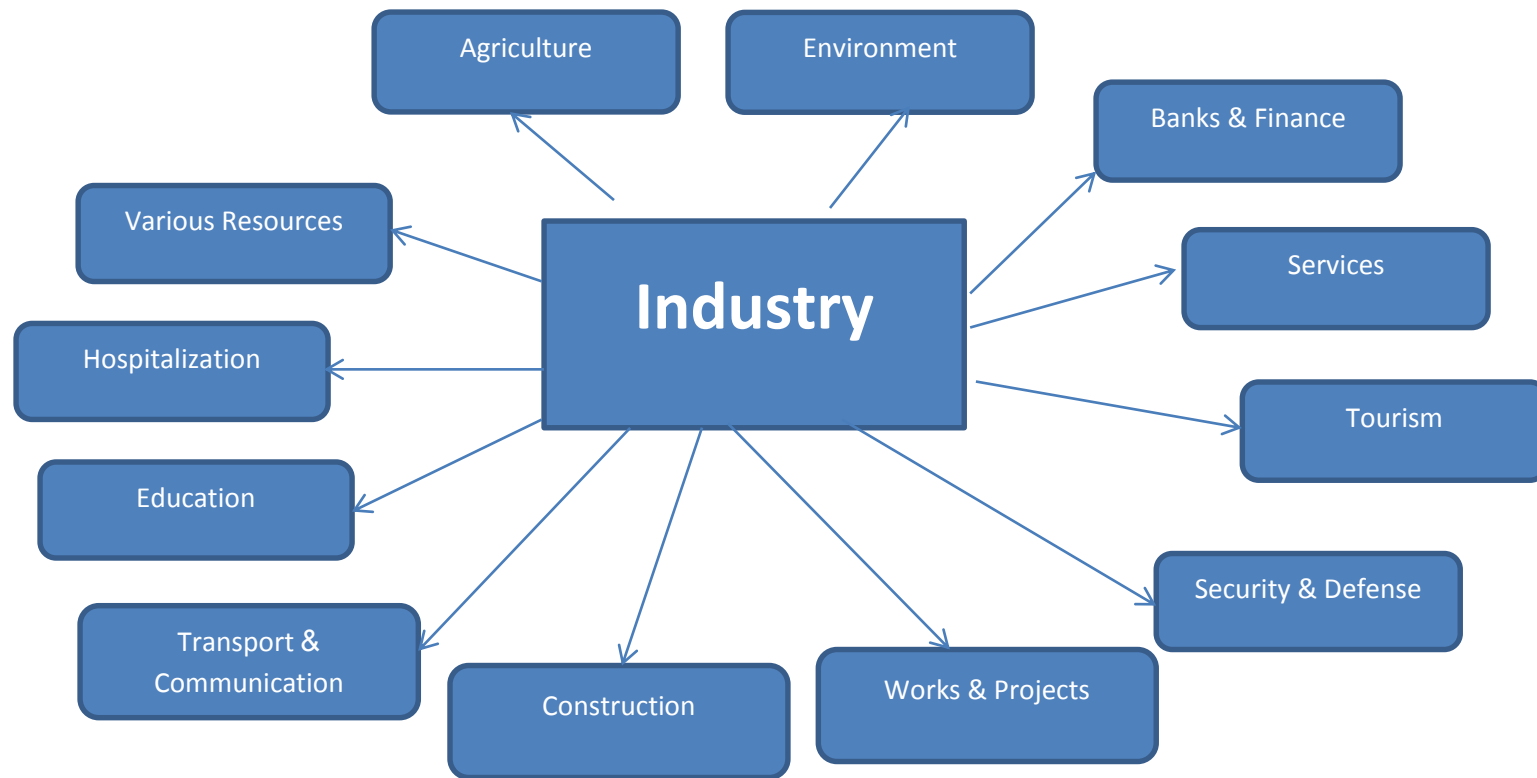 Agriculture
Environment
Banks & Finance
Various Resources
Services
Industry
Hospitalization
Tourism
Education
Security & Defense
Transport &
Communication
Works & Projects
Construction